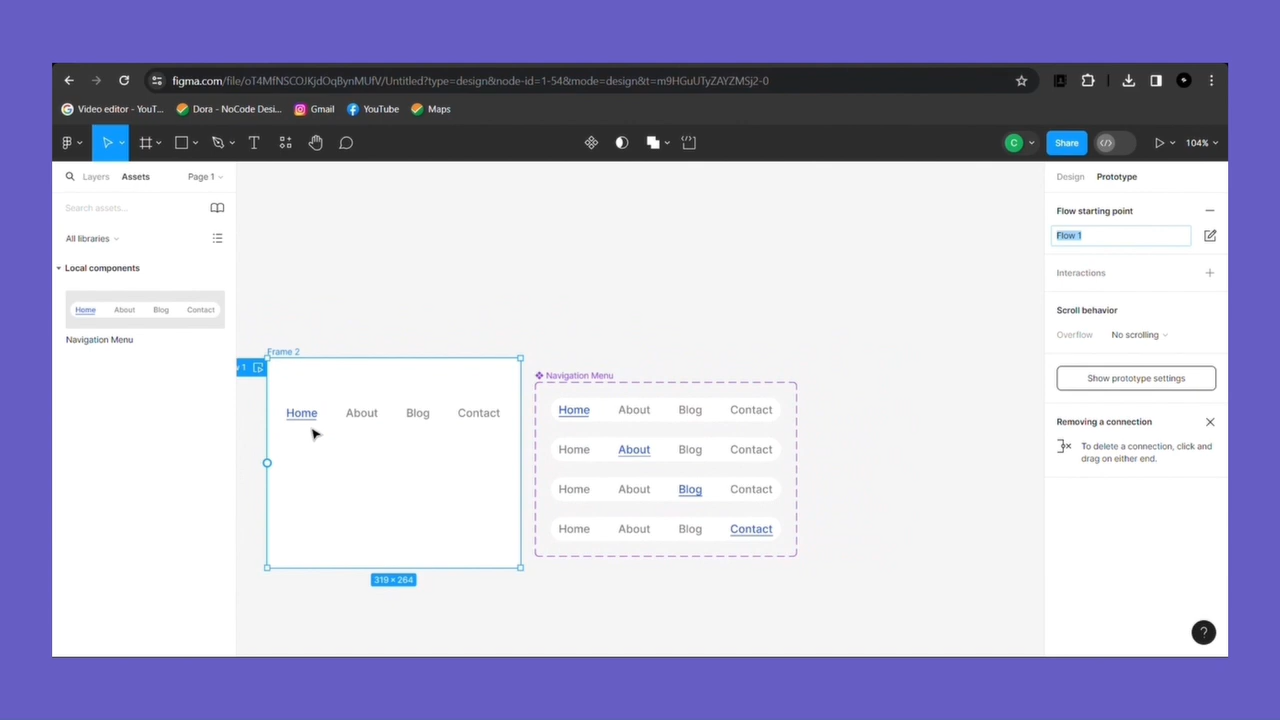 figma.com/file/oT4MfNSCOJKjdOqBynMUfV/Untitled?type=design&node-id=1-54&mode=design&t=m9HGuUTyZAYZMSj2-0
Video editor - YouT... Dora - NoCode Desi... Gmail YouTube Maps
C Share 104%
Layers Assets Page 1
Search assets...
All libraries
Local components
Home About Blog Contact
Navigation Menu
Frame 2
1
Home About Blog Contact
319 × 264
Navigation Menu
Home About Blog Contact
Home About Blog Contact
Home About Blog Contact
Home About Blog Contact
Design Prototype
Flow starting point
Flow 1
Interactions
Scroll behavior
Overflow No scrolling
Show prototype settings
Removing a connection
To delete a connection, click and
drag on either end.
?